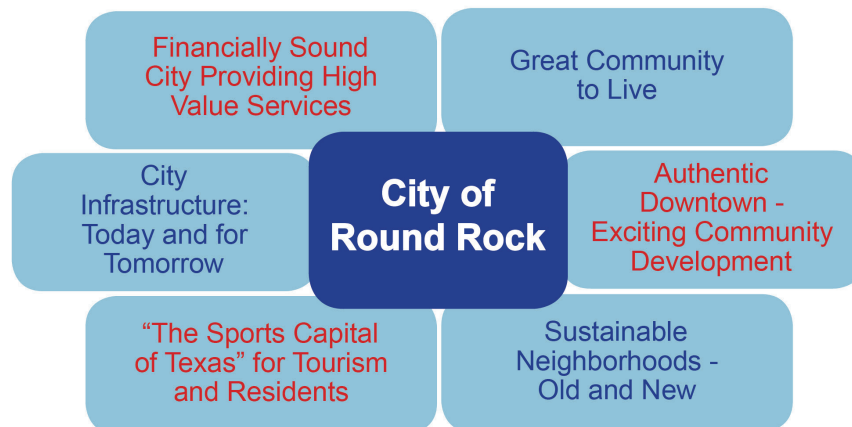 Financially Sound
City Providing High
Value Services
Great Community
to Live
City
Infrastructure:
Today and for
Tomorrow
City of
Round Rock
Authentic
Downtown -
Exciting Community
Development
“The Sports Capital
of Texas” for Tourism
and Residents
Sustainable
Neighborhoods -
Old and New